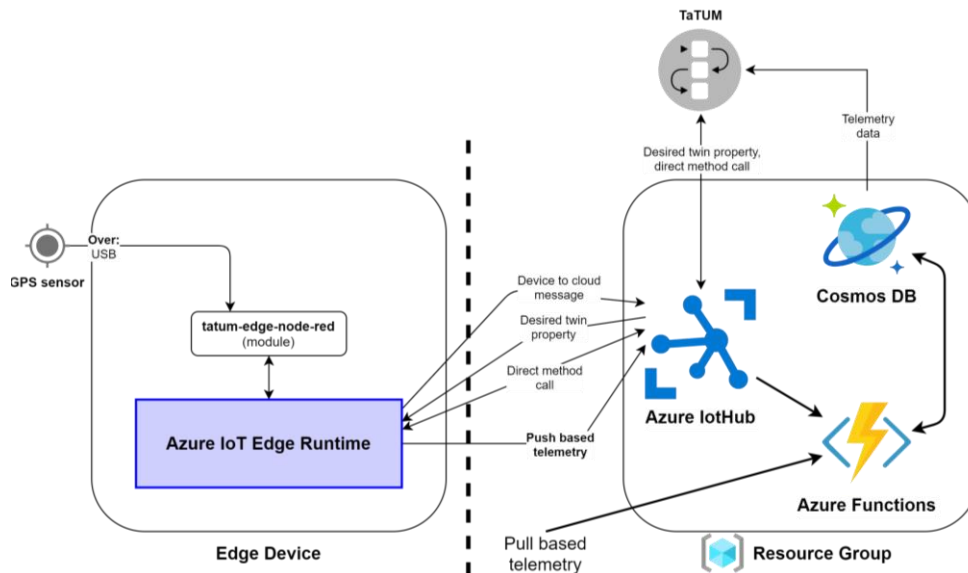 TaTUM
Telemetry
data
Desired twin property,
direct method call
Over:
USB
GPS sensor
tatum-edge-node-red
(module)
Azure IoT Edge Runtime
Edge Device
Device to cloud
message
Desired twin
property
Direct method
call
Push based
telemetry
Cosmos DB
Azure IotHub
Azure Functions
Pull based
telemetry
Resource Group